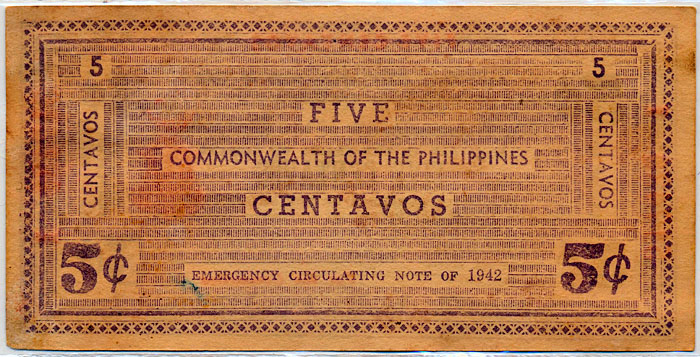 5 5
FIVE
CENTAVOS
COMMONWEALTH OF THE PHILIPPINES
CENTAVOS
CENTAVOS
5¢ 5¢
EMERGENCY CIRCULATING NOTE OF 1942